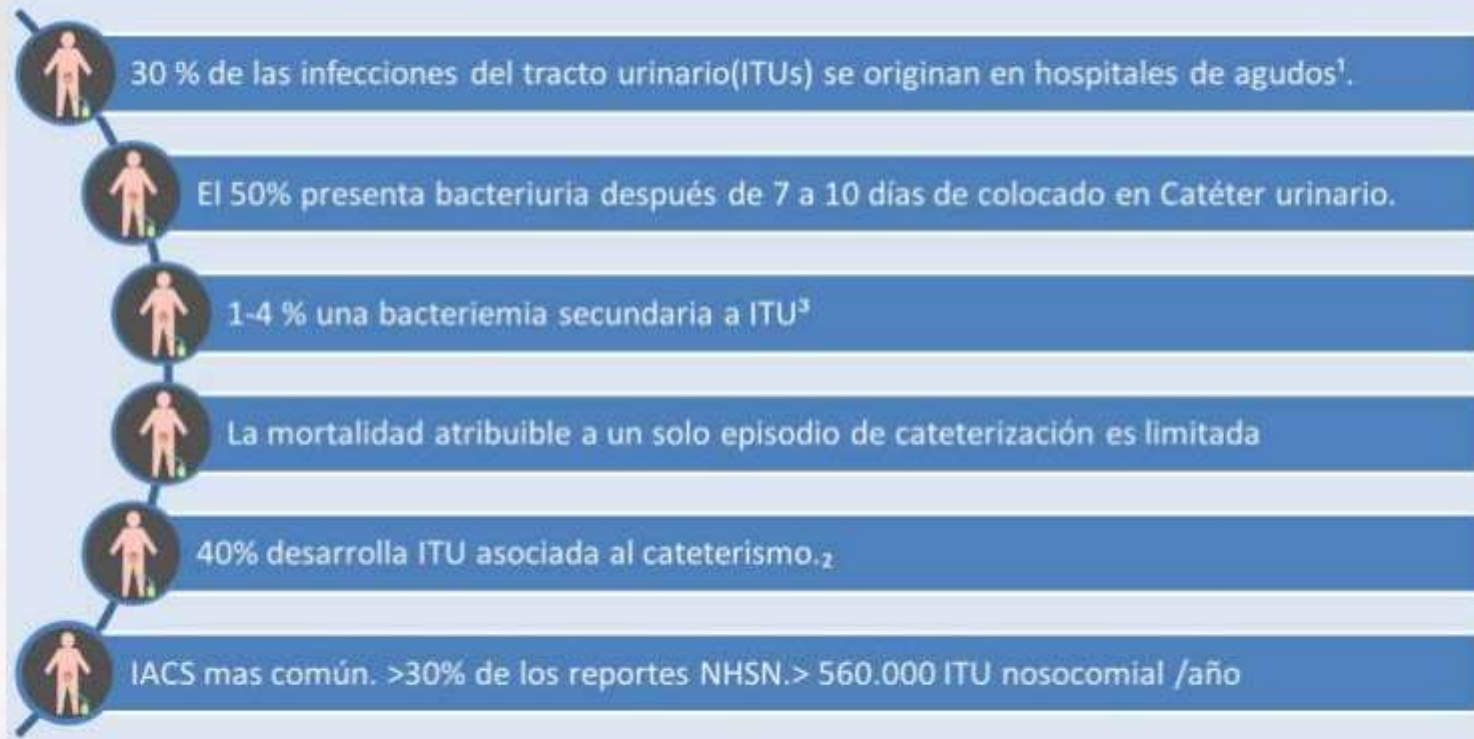 30 % de las infecciones del tracto urinario(ITUs) se originan en hospitales de agudos¹.
El 50% presenta bacteriuria después de 7 a 10 días de colocado en Catéter urinario.
1-4 % una bacteriemia secundaria a ITU³
La mortalidad atribuible a un solo episodio de cateterización es limitada
40% desarrolla ITU asociada al cateterismo.₂
IACS mas común. >30% de los reportes NHSN.> 560.000 ITU nosocomial /año